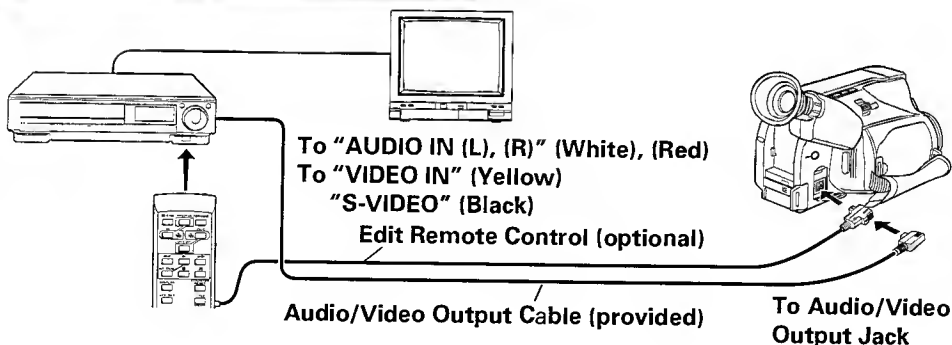 To "AUDIO IN (L), (R)" (White), (Red)
To "VIDEO IN" (Yellow)
"S-VIDEO" (Black)
Edit Remote Control (optional)
Audio/Video Output Cable (provided)
To Audio/Video
Output Jack